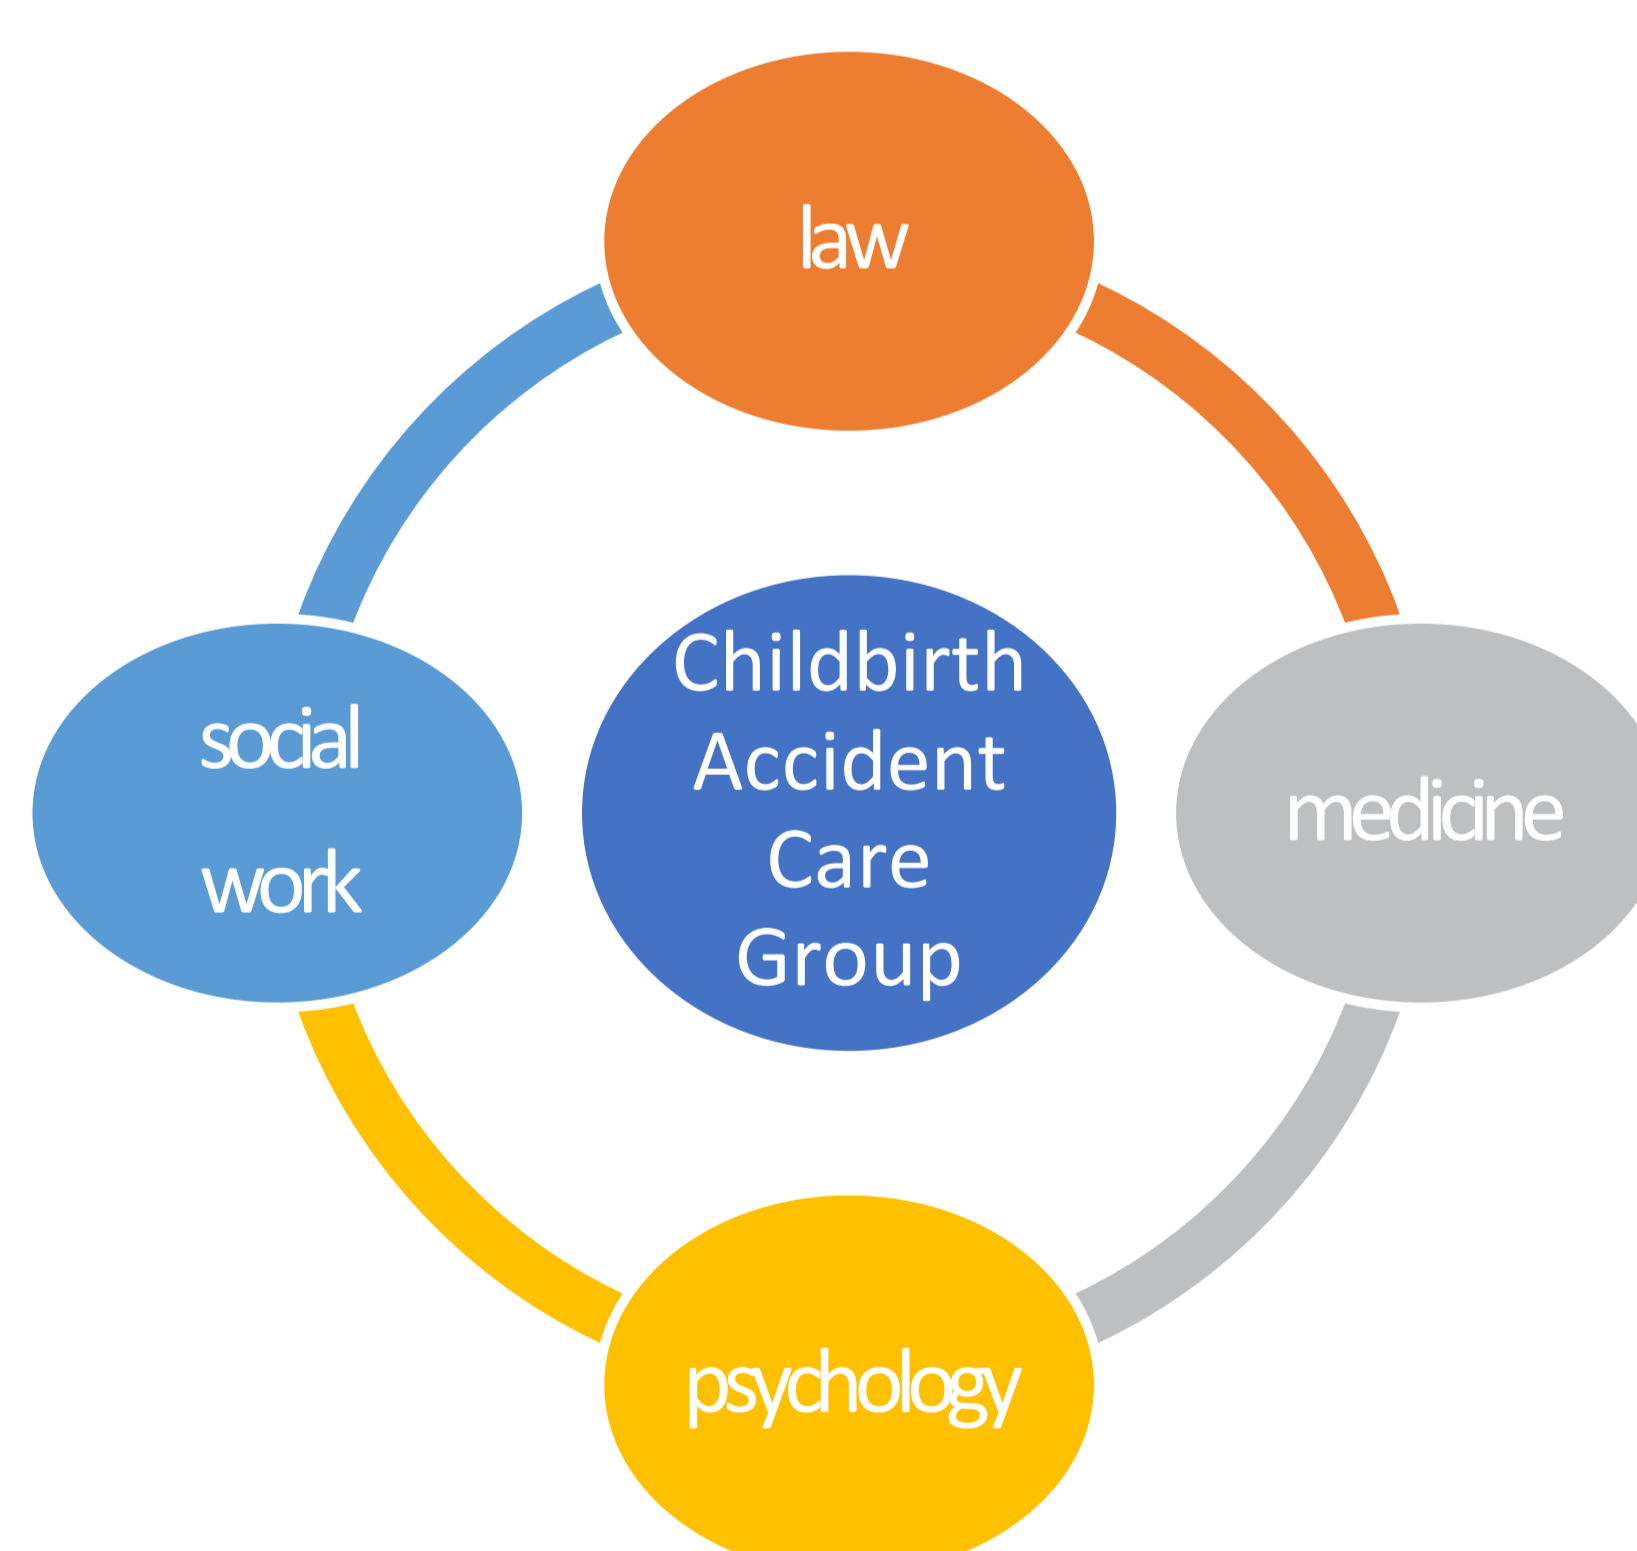 law
social
work
Childbirth
Accident
Care
Group
medicine
psychology